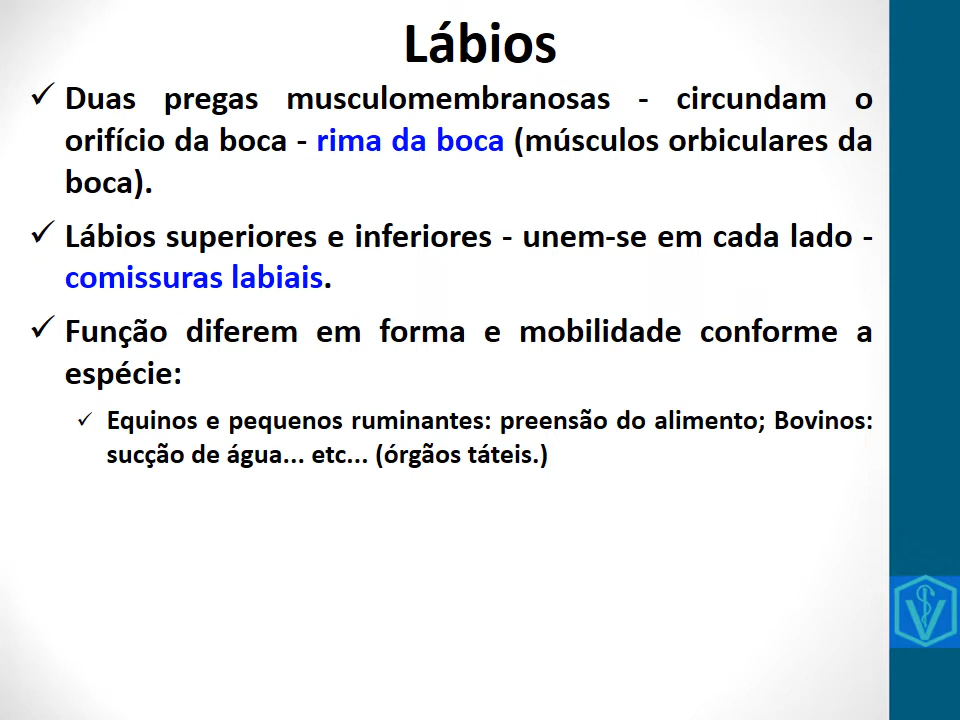 Lábios
✓ Duas pregas musculomembranosas - circundam o
orifício da boca - rima da boca (músculos orbiculares da
boca).
✓ Lábios superiores e inferiores - unem-se em cada lado -
comissuras labiais.
✓ Função diferem em forma e mobilidade conforme a
espécie:
✓ Equinos e pequenos ruminantes: preensão do alimento; Bovinos:
sucção de água... etc... (órgãos táteis.)
V